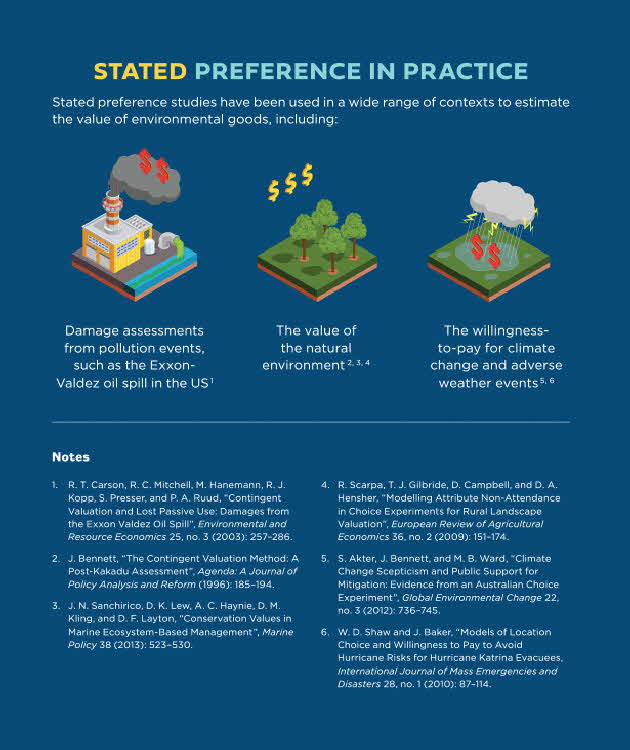 STATED PREFERENCE IN PRACTICE
Stated preference studies have been used in a wide range of contexts to estimate
the value of environmental goods, including:
$ $
$ $ $
$ $
Damage assessments
from pollution events,
such as the Exxon-
Valdez oil spill in the US 1
The value of
the natural
environment 2, 3, 4
The willingness-
to-pay for climate
change and adverse
weather events 5, 6
Notes
1. R. T. Carson, R. C. Mitchell, M. Hanemann, R. J.
Kopp, S. Presser, and P. A. Ruud, "Contingent
Valuation and Lost Passive Use: Damages from
the Exxon Valdez Oil Spill", Environmental and
Resource Economics 25, no. 3 (2003): 257-286.
2. J. Bennett, "The Contingent Valuation Method: A
Post-Kakadu Assessment", Agenda: A Journal of
Policy Analysis and Reform (1996): 185-194.
3. J. N. Sanchirico, D. K. Lew, A. C. Haynie, D. M.
Kling, and D. F. Layton, "Conservation Values in
Marine Ecosystem-Based Management", Marine
Policy 38 (2013): 523-530.
4. R. Scarpa, T. J. Gilbride, D. Campbell, and D. A.
Hensher, "Modelling Attribute Non-Attendance
in Choice Experiments for Rural Landscape
Valuation", European Review of Agricultural
Economics 36, no. 2 (2009): 151-174.
5. S. Akter, J. Bennett, and M. B. Ward, "Climate
Change Scepticism and Public Support for
Mitigation: Evidence from an Australian Choice
Experiment", Global Environmental Change 22,
no. 3 (2012): 736-745.
6. W. D. Shaw and J. Baker, "Models of Location
Choice and Willingness to Pay to Avoid
Hurricane Risks for Hurricane Katrina Evacuees,
International Journal of Mass Emergencies and
Disasters 28, no. 1 (2010): 87-114.